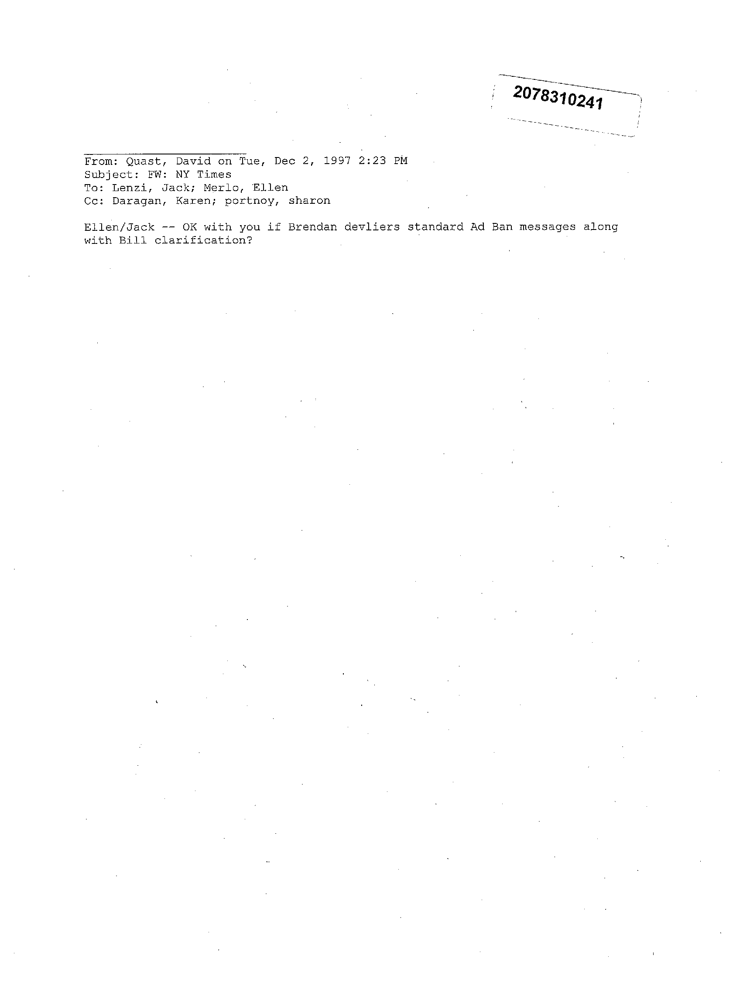 2078310241
From: Quast, David on Tue, Dec 2, 1997 2:23 PM
Subject: FW: NY Times
To: Lenzi, Jack; Merlo, Ellen
Cc: Daragan, Karen; portnoy, sharon
Ellen/Jack -- OK with you if Brendan devliers standard Ad Ban messages along
with Bill clarification?